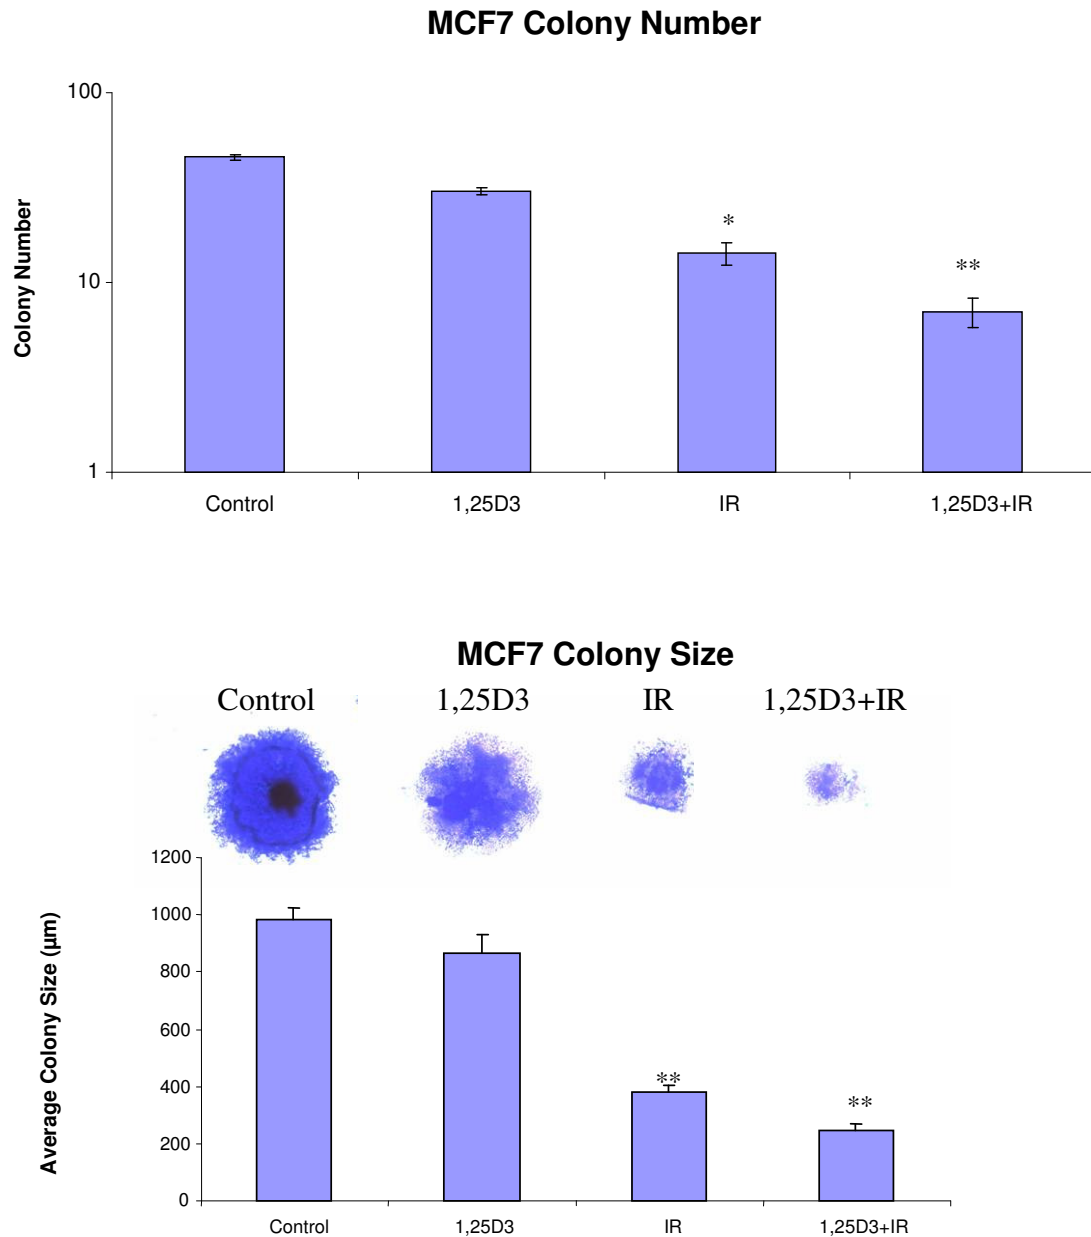 MCF7 Colony Number
100
10
1
Colony Number
*
**
Control 1,25D3 IR 1,25D3+IR
MCF7 Colony Size
Control 1,25D3 IR 1,25D3+IR
1200
1000
800
600
400
200
0
Average Colony Size (µm)
**
**
Control 1,25D3 IR 1,25D3+IR